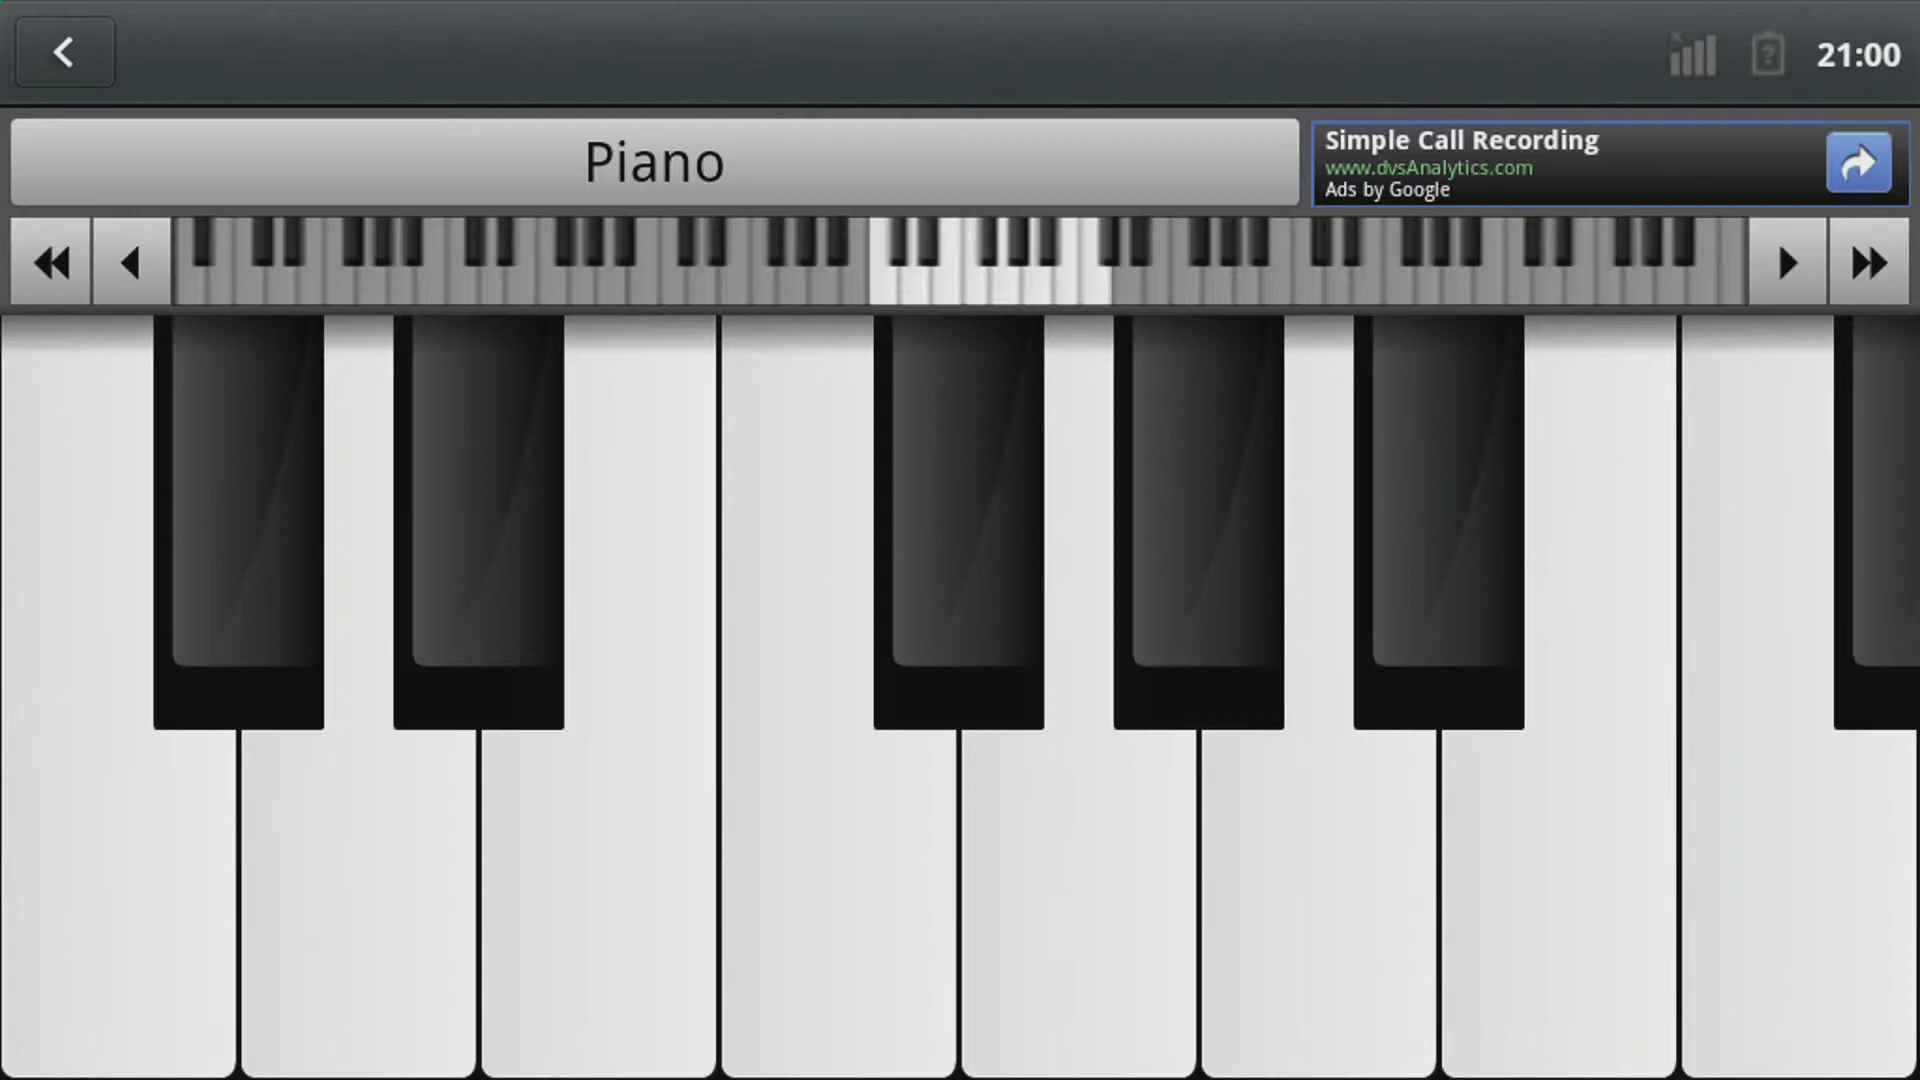 21:00
Piano
Simple Call Recording
www.dvsAnalytics.com
Ads by Google